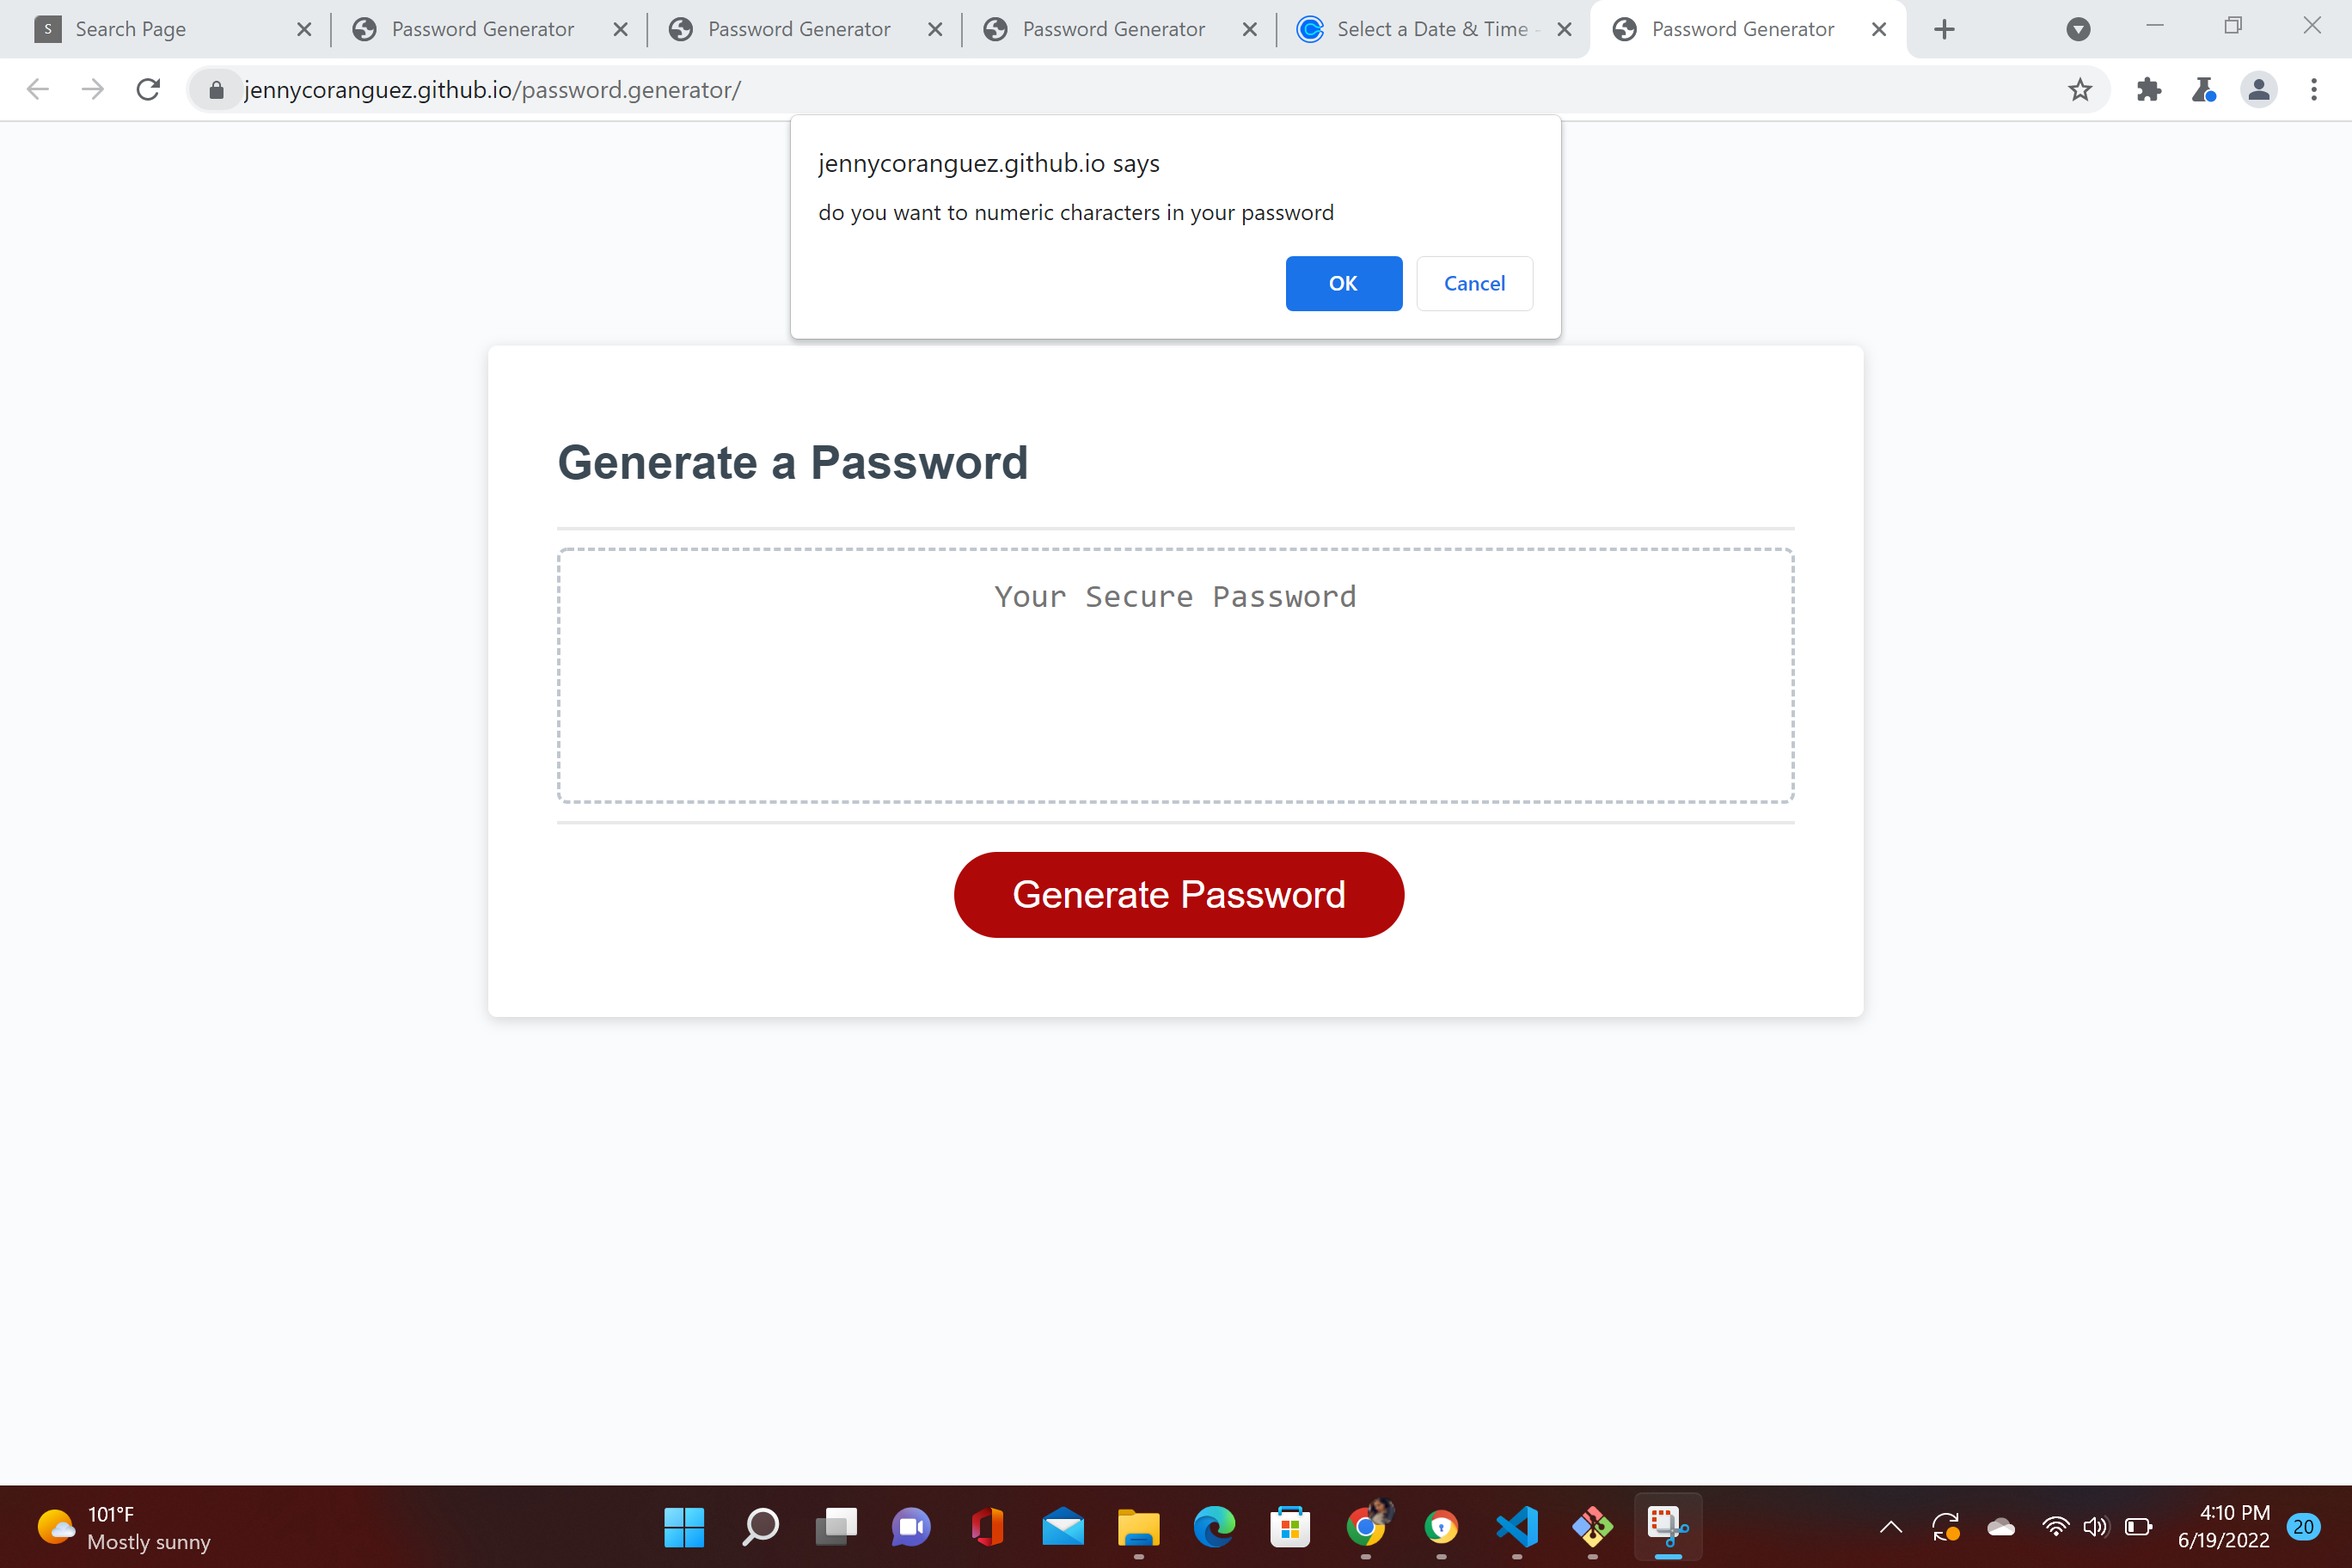 S Search Page
Password Generator
Password Generator
Password Generator
Select a Date & Time -
Password Generator
jennycoranguez.github.io/password.generator/
jennycoranguez.github.io says
do you want to numeric characters in your password
OK
Cancel
Generate a Password
Your Secure Password
Generate Password
101°F
Mostly sunny
4:10 PM
6/19/2022
20